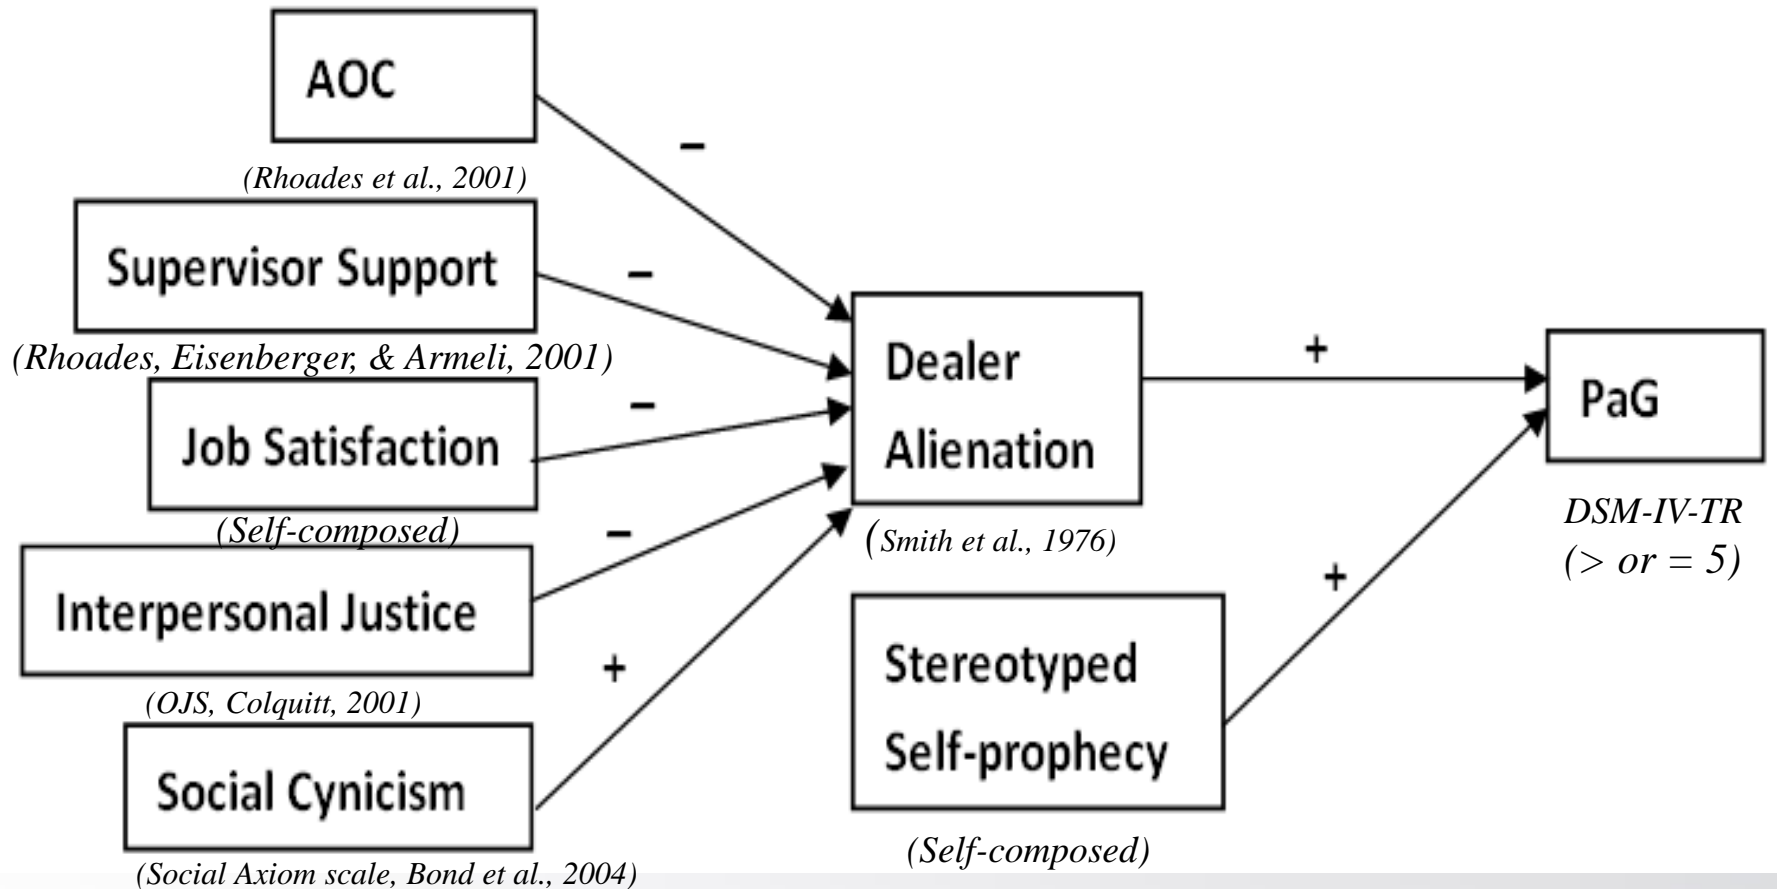 AOC
(Rhoades et al., 2001)
–
Supervisor Support
(Rhoades, Eisenberger, & Armeli, 2001)
–
Job Satisfaction
(Self-composed)
–
Interpersonal Justice
(OJS, Colquitt, 2001)
–
Social Cynicism
(Social Axiom scale, Bond et al., 2004)
+
Dealer
Alienation
(Smith et al., 1976)
+
Stereotyped
Self-prophecy
(Self-composed)
+
PaG
DSM-IV-TR
(> or = 5)